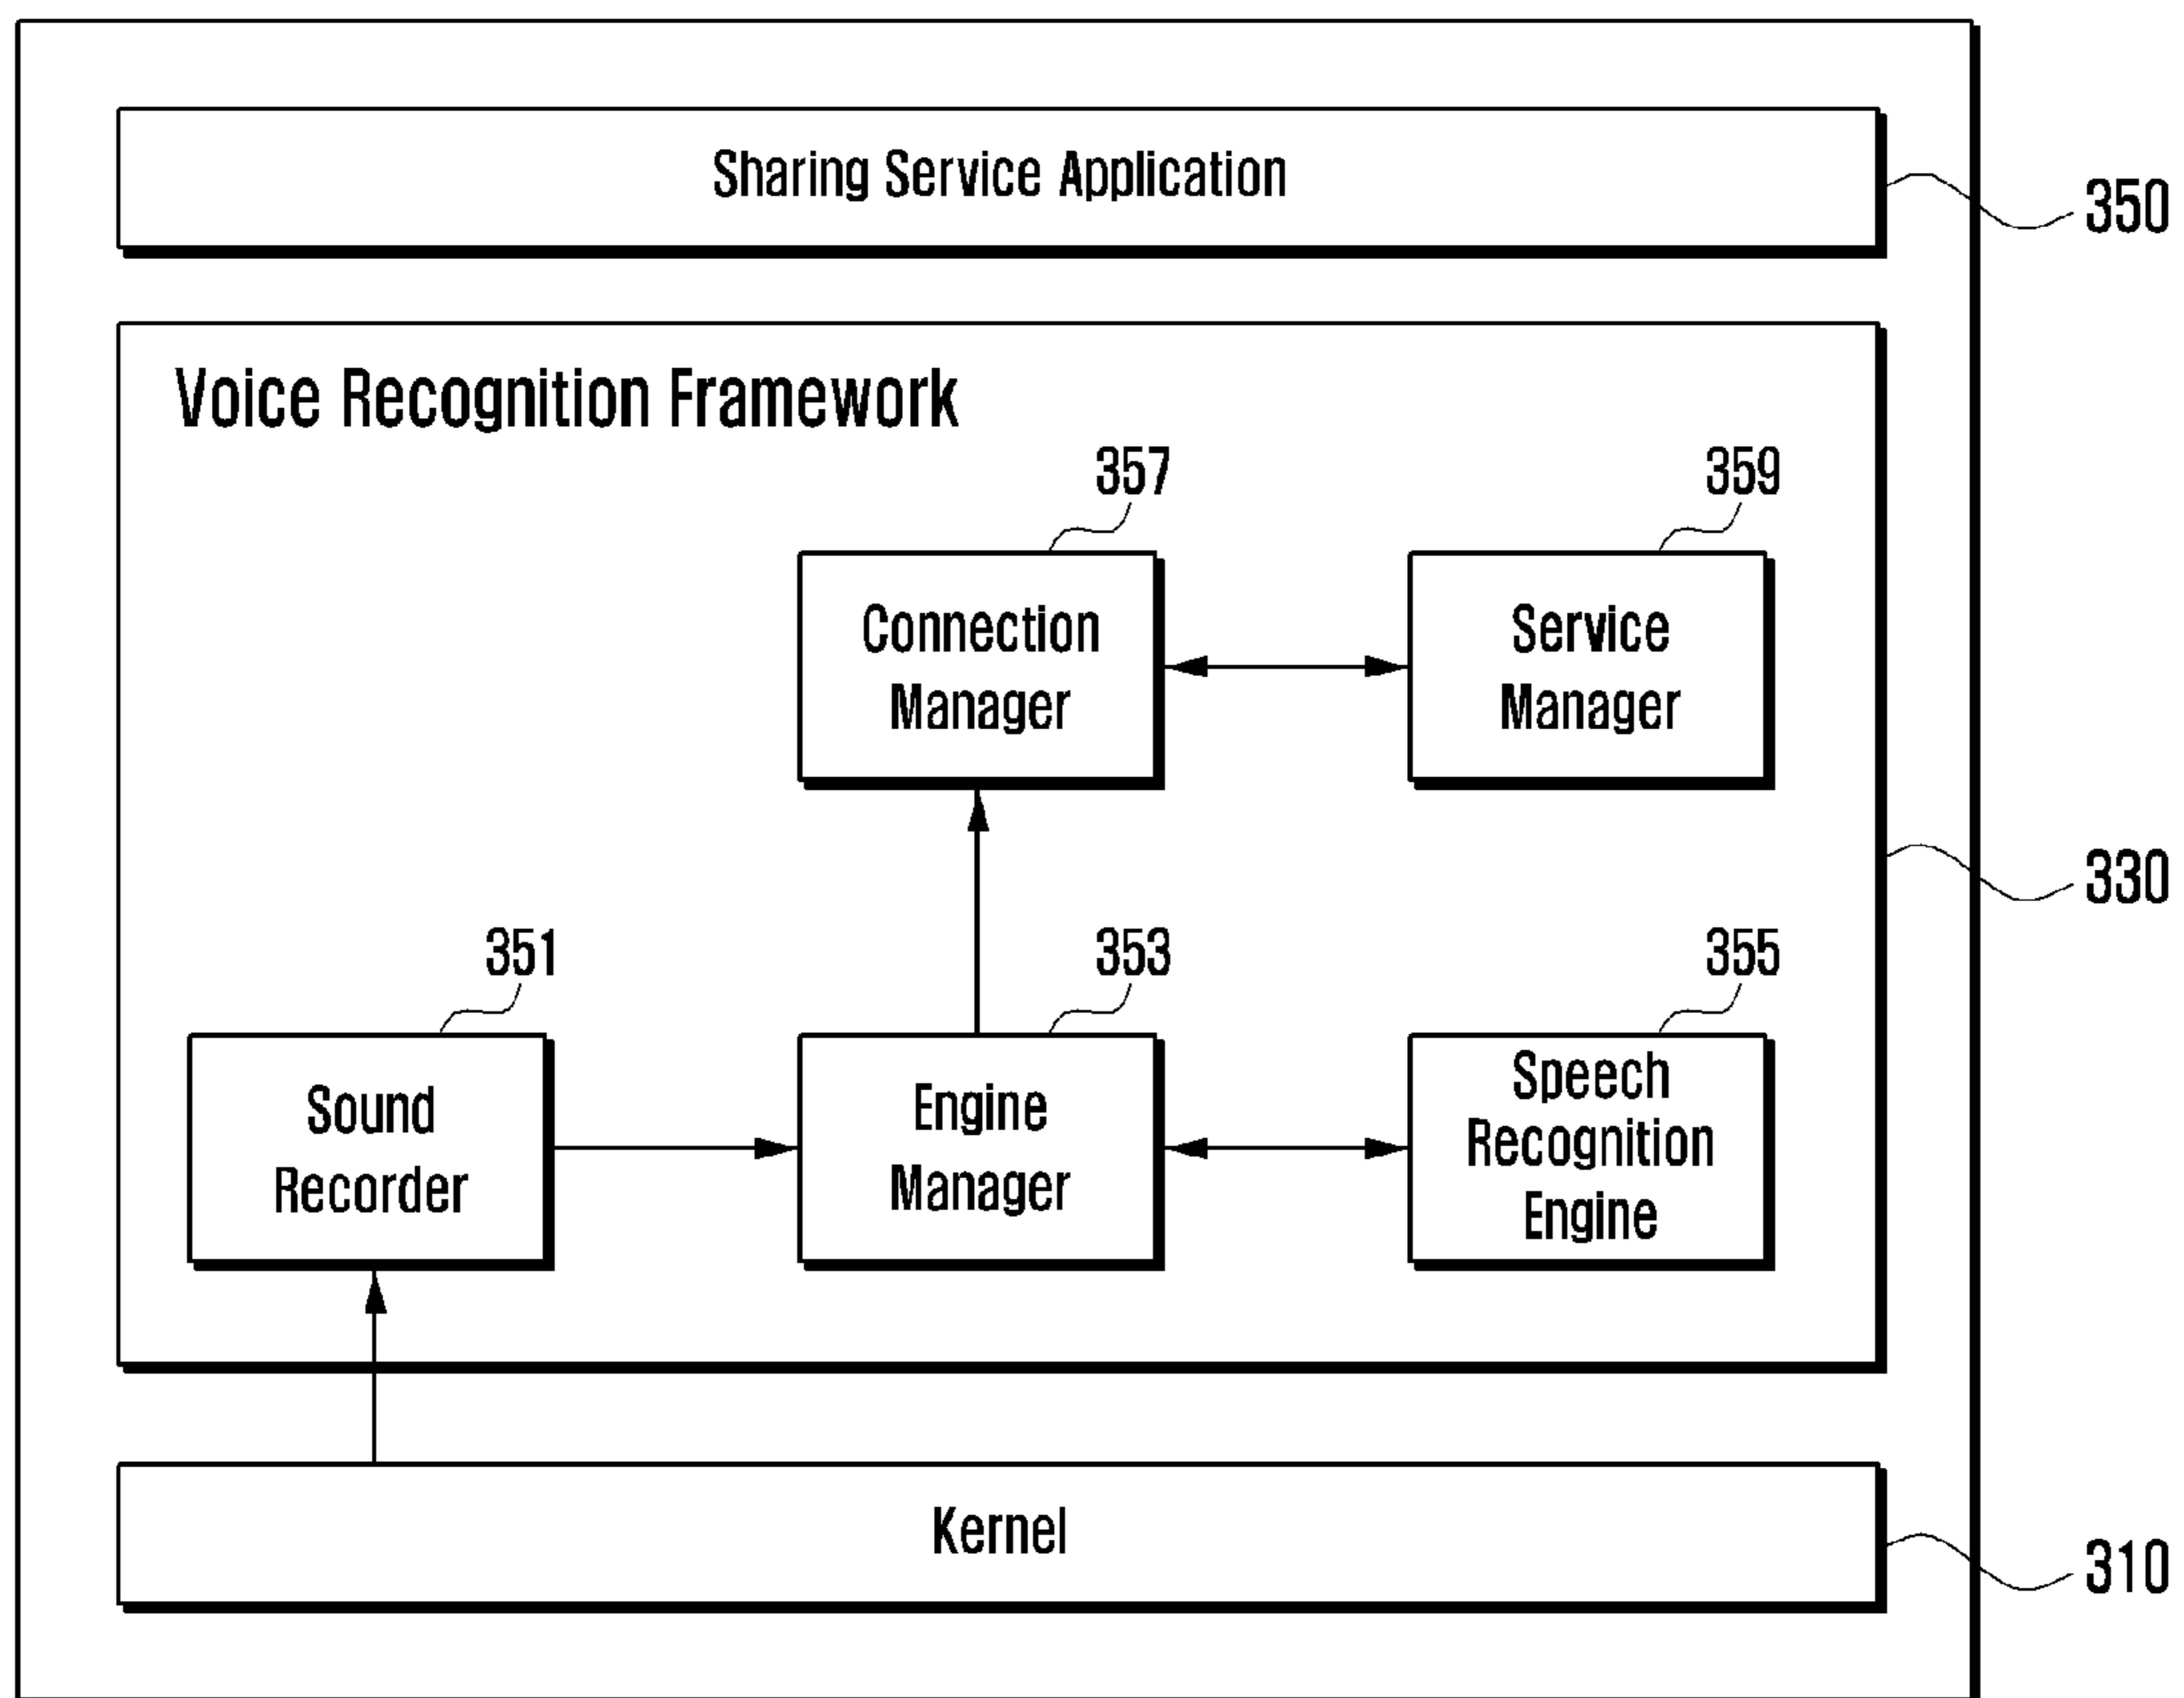 Sharing Service Application
350
Voice Recognition Framework
357
359
Connection
Manager
Service
Manager
330
351
353
355
Sound
Recorder
Engine
Manager
Speech
Recognition
Engine
Kernel
310